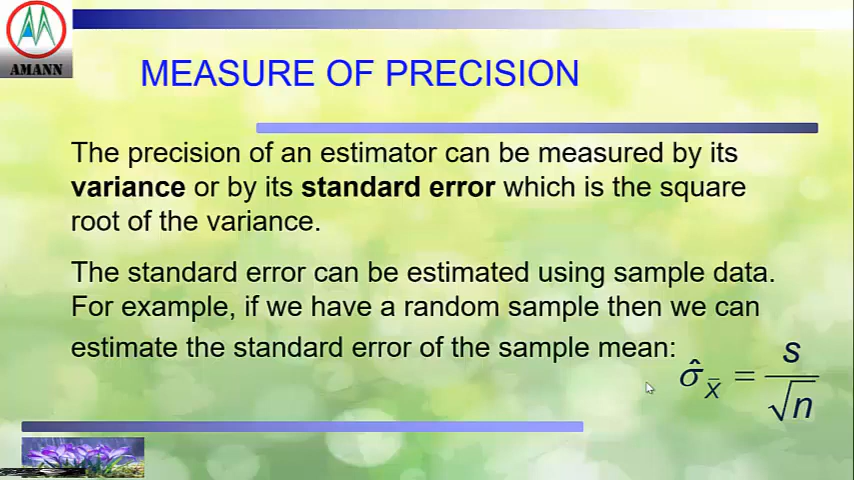 AMANN
MEASURE OF PRECISION
The precision of an estimator can be measured by its
variance or by its standard error which is the square
root of the variance.
The standard error can be estimated using sample data.
For example, if we have a random sample then we can
estimate the standard error of the sample mean:
σ̂_X̄ = s / √n